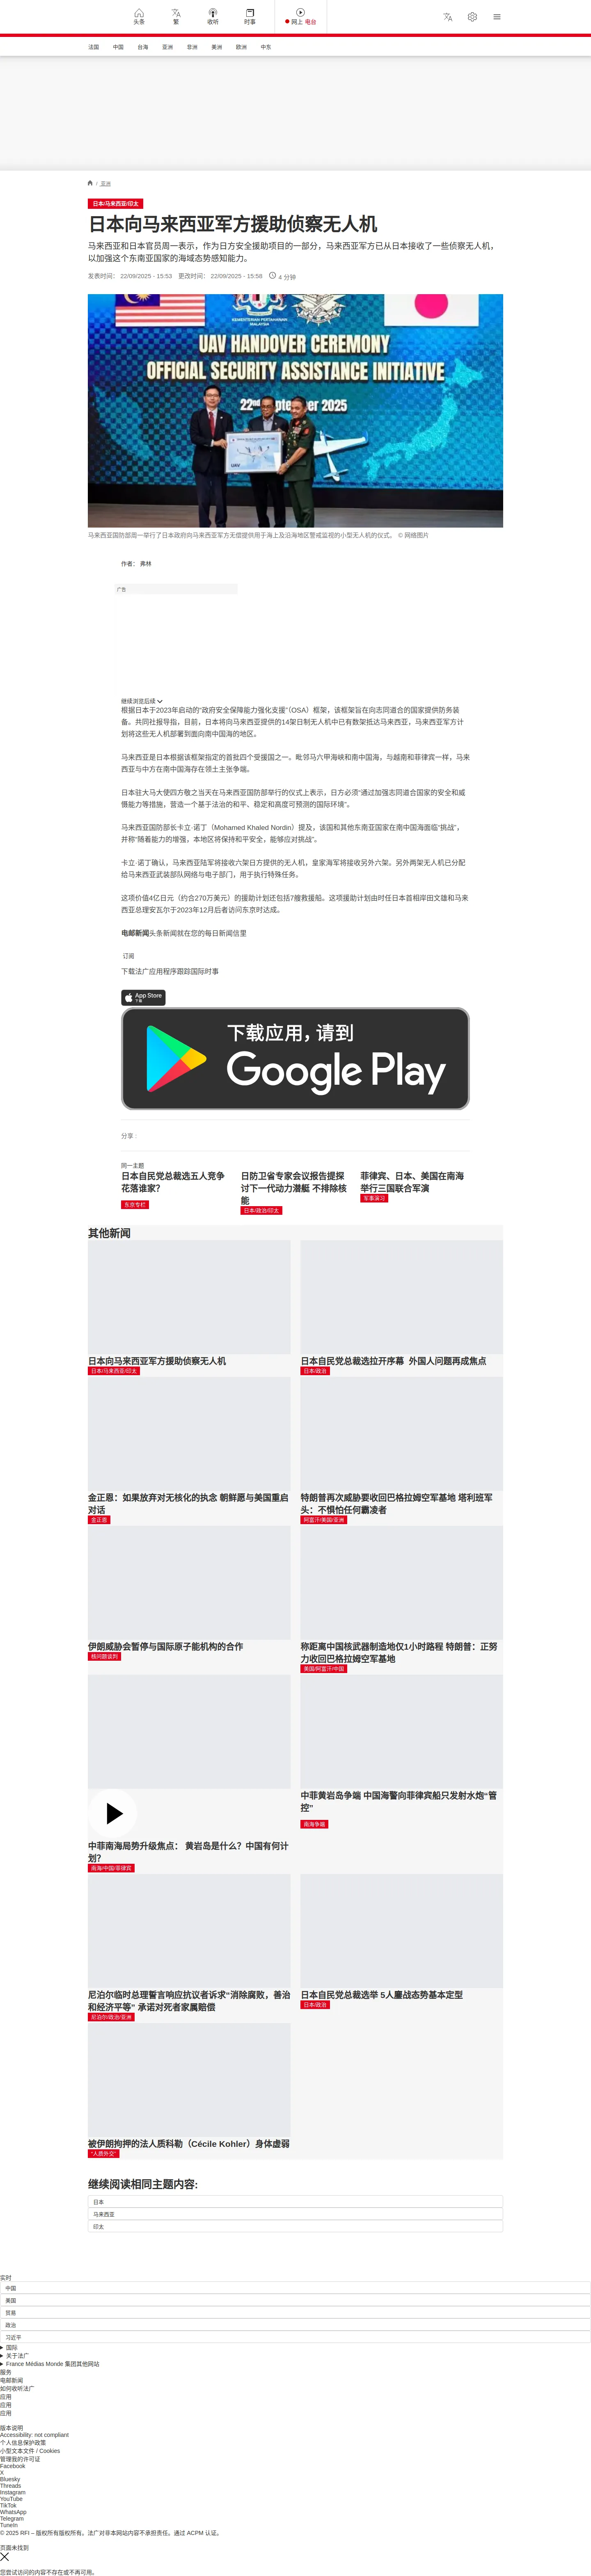 头条
繁
收听
时事
网上 电台
法国
中国
台海
亚洲
非洲
美洲
欧洲
中东
/ 亚洲
日本/马来西亚/印太
日本向马来西亚军方援助侦察无人机
马来西亚和日本官员周一表示，作为日方安全援助项目的一部分，马来西亚军方已从日本接收了一些侦察无人机，
以加强这个东南亚国家的海域态势感知能力。
发表时间： 22/09/2025 - 15:53 更改时间： 22/09/2025 - 15:58 4 分钟
KEMENTERIAN PERTAHANAN
MALAYSIA
UAV HANDOVER CEREMONY
OFFICIAL SECURITY ASSISTANCE INITIATIVE
22nd September 2025
UAV
马来西亚国防部周一举行了日本政府向马来西亚军方无偿提供用于海上及沿海地区警戒监视的小型无人机的仪式。 © 网络图片
作者： 弗林
广告
继续浏览后续
根据日本于2023年启动的“政府安全保障能力强化支援”（OSA）框架，该框架旨在向志同道合的国家提供防务装
备。共同社报导指，目前，日本将向马来西亚提供的14架日制无人机中已有数架抵达马来西亚，马来西亚军方计
划将这些无人机部署到面向南中国海的地区。
马来西亚是日本根据该框架指定的首批四个受援国之一。毗邻马六甲海峡和南中国海，与越南和菲律宾一样，马来
西亚与中方在南中国海存在领土主张争端。
日本驻大马大使四方敬之当天在马来西亚国防部举行的仪式上表示，日方必须“通过加强志同道合国家的安全和威
慑能力等措施，营造一个基于法治的和平、稳定和高度可预测的国际环境”。
马来西亚国防部长卡立·诺丁（Mohamed Khaled Nordin）提及，该国和其他东南亚国家在南中国海面临“挑战”，
并称“随着能力的增强，本地区将保持和平安全，能够应对挑战”。
卡立·诺丁确认，马来西亚陆军将接收六架日方提供的无人机，皇家海军将接收另外六架。另外两架无人机已分配
给马来西亚武装部队网络与电子部门，用于执行特殊任务。
这项价值4亿日元（约合270万美元）的援助计划还包括7艘救援船。这项援助计划由时任日本首相岸田文雄和马来
西亚总理安瓦尔于2023年12月后者访问东京时达成。
电邮新闻头条新闻就在您的每日新闻信里
订阅
下载法广应用程序跟踪国际时事
App Store
下载
下载应用，请到
Google Play
分享 :
同一主题
日本自民党总裁选五人竞争
花落谁家？
东京专栏
日防卫省专家会议报告提探
讨下一代动力潜艇 不排除核
能
日本/政治/印太
菲律宾、日本、美国在南海
举行三国联合军演
军事演习
其他新闻
日本向马来西亚军方援助侦察无人机
日本/马来西亚/印太
日本自民党总裁选拉开序幕 外国人问题再成焦点
日本/政治
金正恩：如果放弃对无核化的执念 朝鲜愿与美国重启
对话
金正恩
特朗普再次威胁要收回巴格拉姆空军基地 塔利班军
头：不惧怕任何霸凌者
阿富汗/美国/亚洲
伊朗威胁会暂停与国际原子能机构的合作
核问题谈判
称距离中国核武器制造地仅1小时路程 特朗普：正努
力收回巴格拉姆空军基地
美国/阿富汗/中国
中菲南海局势升级焦点： 黄岩岛是什么？中国有何计
划？
南海/中国/菲律宾
中菲黄岩岛争端 中国海警向菲律宾船只发射水炮“管
控”
南海争端
尼泊尔临时总理誓言响应抗议者诉求“消除腐败，善治
和经济平等” 承诺对死者家属赔偿
尼泊尔/政治/亚洲
日本自民党总裁选举 5人鏖战态势基本定型
日本/政治
被伊朗拘押的法人质科勒（Cécile Kohler）身体虚弱
“人质外交”
继续阅读相同主题内容:
日本
马来西亚
印太
实时
中国
美国
贸易
政治
习近平
国际
关于法广
France Médias Monde 集团其他网站
服务
电邮新闻
如何收听法广
应用
应用
应用
版本说明
Accessibility: not compliant
个人信息保护政策
小型文本文件 / Cookies
管理我的许可证
Facebook
X
Bluesky
Threads
Instagram
YouTube
TikTok
WhatsApp
Telegram
TuneIn
© 2025 RFI – 版权所有版权所有。法广对非本网站内容不承担责任。通过 ACPM 认证。
页面未找到
您尝试访问的内容不存在或不再可用。